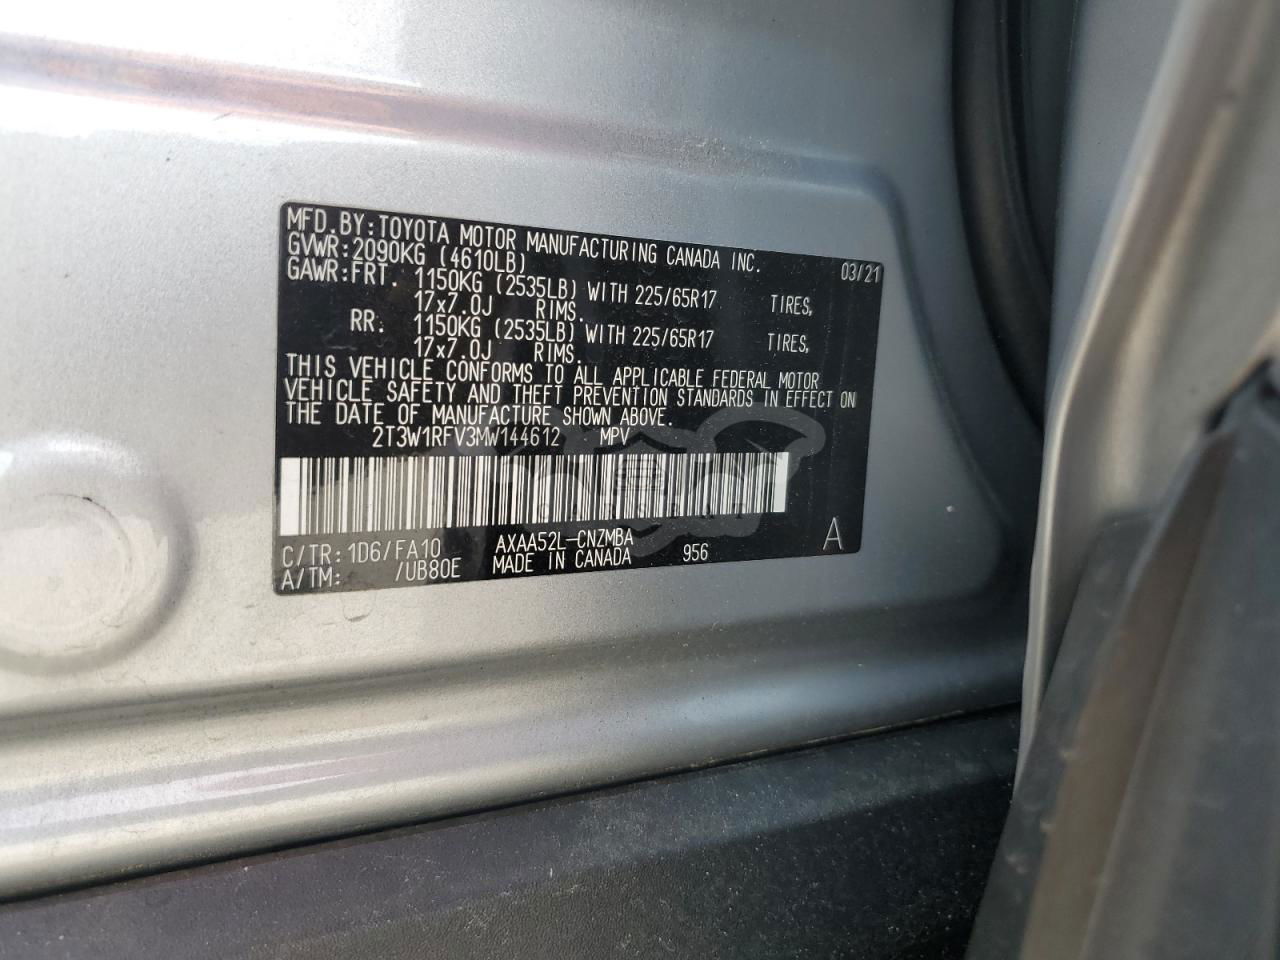 MFD.BY:TOYOTA MOTOR MANUFACTURING CANADA INC. 03/21
GVWR:2090KG (4610LB)
GAWR:FRT. 1150KG (2535LB) WITH 225/65R17 TIRES,
17x7.0J RIMS.
RR. 1150KG (2535LB) WITH 225/65R17 TIRES,
17x7.0J RIMS.
THIS VEHICLE CONFORMS TO ALL APPLICABLE FEDERAL MOTOR
VEHICLE SAFETY AND THEFT PREVENTION STANDARDS IN EFFECT ON
THE DATE OF MANUFACTURE SHOWN ABOVE.
2T3W1RFV3MW144612 MPV
C/TR:1D6/FA10 AXAA52L-CNZMBA A
A/TM: /UB80E MADE IN CANADA 956